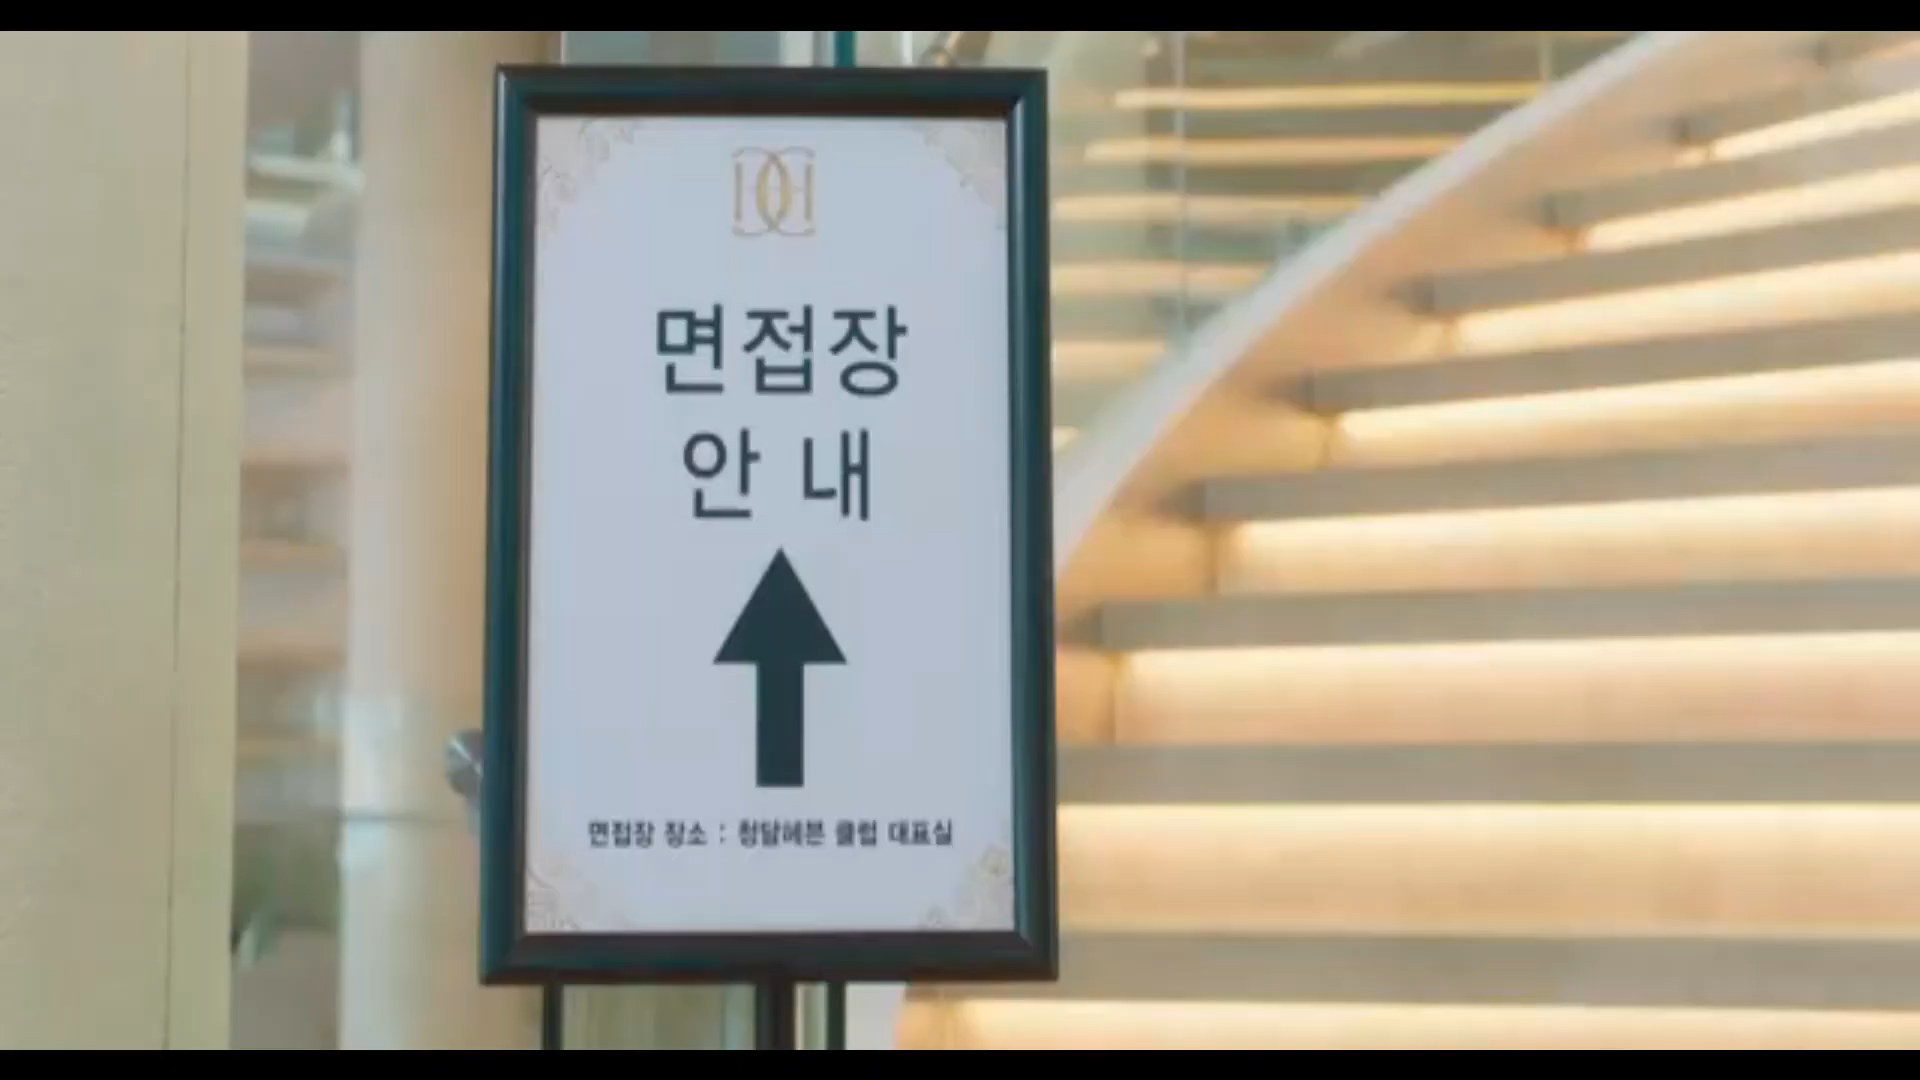 면접장
안 내
면접장 장소 : 청담헤븐 클럽 대표실